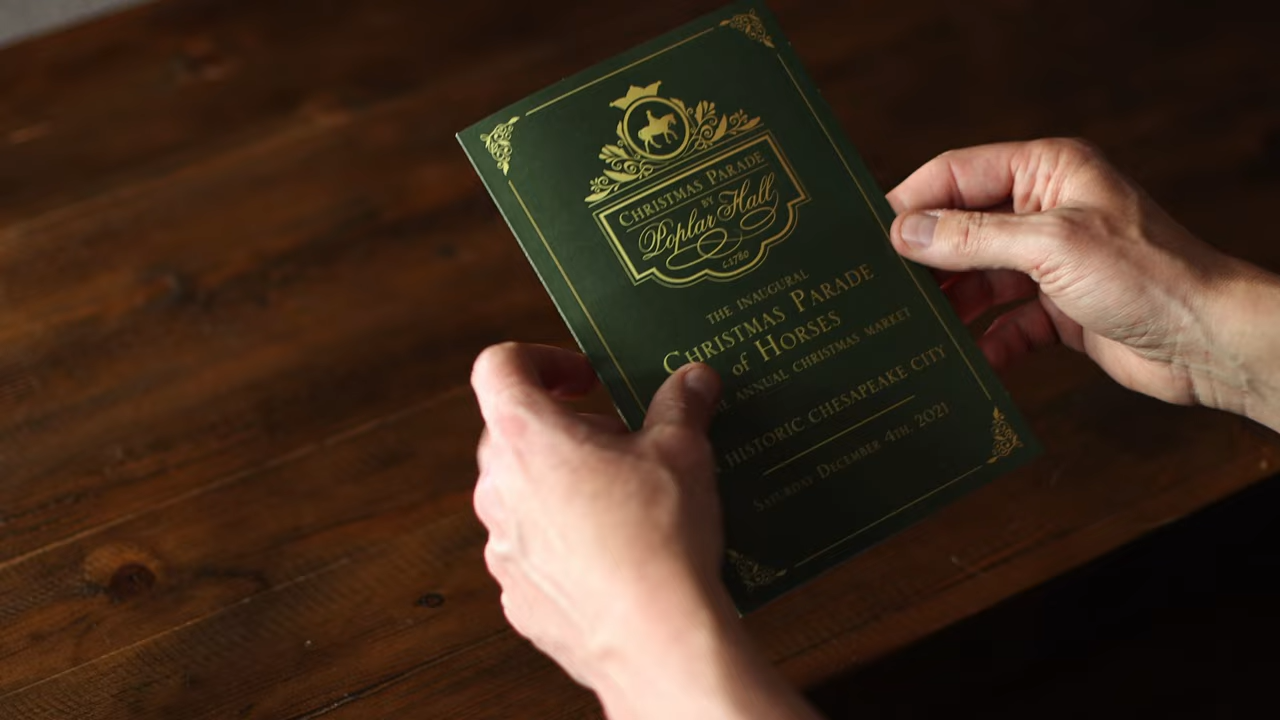 CHRISTMAS PARADE
BY
Poplar Hall
c.1780
THE INAUGURAL
CHRISTMAS PARADE
of HORSES
ANNUAL CHRISTMAS MARKET
HISTORIC CHESAPEAKE CITY
SATURDAY DECEMBER 4TH, 2021